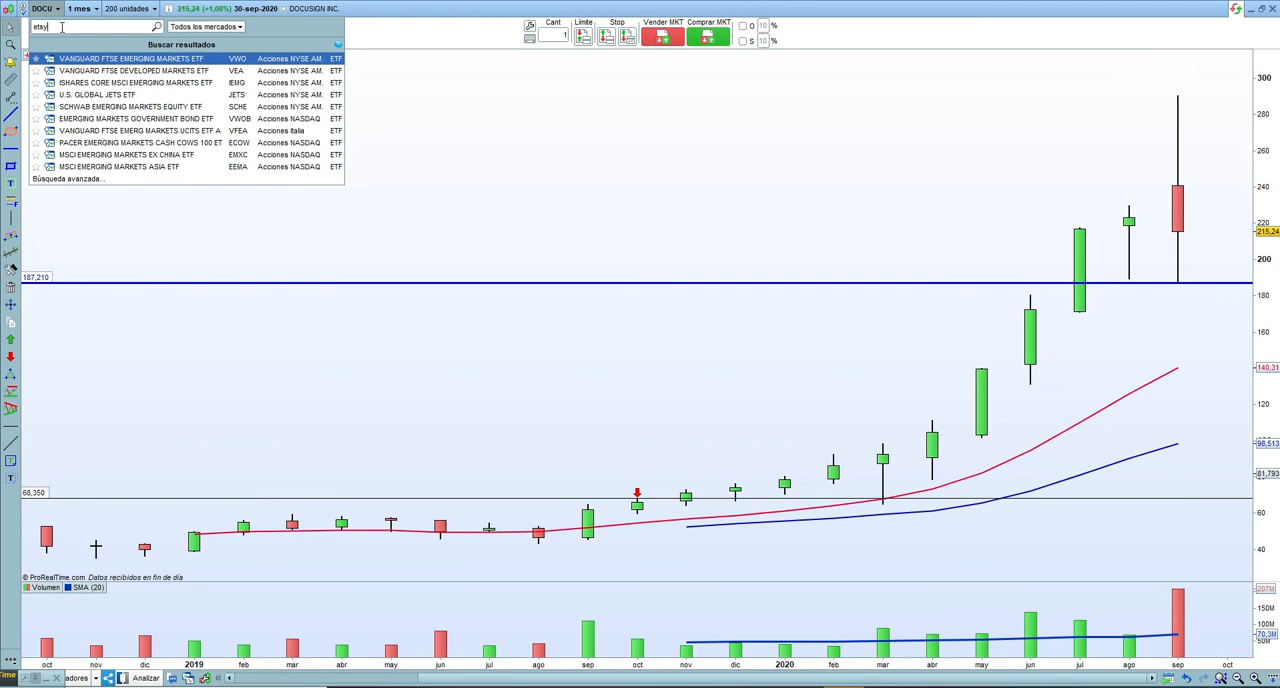 DOCU 1 mes 200 unidades 215,24 (+1,08%) 30-sep-2020 DOCUSIGN INC.
etsy Todos los mercados
Cant Límite Stop Vender MKT Comprar MKT
1
O 10 %
S 10 %
Buscar resultados
VANGUARD FTSE EMERGING MARKETS ETF VWO Acciones NYSE AM. ETF
VANGUARD FTSE DEVELOPED MARKETS ETF VEA Acciones NYSE AM. ETF
ISHARES CORE MSCI EMERGING MARKETS ETF IEMG Acciones NYSE AM. ETF
U.S. GLOBAL JETS ETF JETS Acciones NYSE AM. ETF
SCHWAB EMERGING MARKETS EQUITY ETF SCHE Acciones NYSE AM. ETF
EMERGING MARKETS GOVERNMENT BOND ETF VWOB Acciones NASDAQ ETF
VANGUARD FTSE EMERG MARKETS UCITS ETF A VFEA Acciones Italia ETF
PACER EMERGING MARKETS CASH COWS 100 ET ECOW Acciones NASDAQ ETF
MSCI EMERGING MARKETS EX CHINA ETF EMXC Acciones NASDAQ ETF
MSCI EMERGING MARKETS ASIA ETF EEMA Acciones NASDAQ ETF
Búsqueda avanzada...
300
280
260
240
220
215,24
200
187,210
180
160
140,31
120
98,513
81,793
68,350
60
40
© ProRealTime.com Datos recibidos en fin de día
Volumen SMA (20)
207M
150M
100M
70,3M
50M
oct nov dic 2019 feb mar abr may jun jul ago sep oct nov dic 2020 feb mar abr may jun jul ago sep oct
Time adores Analizar